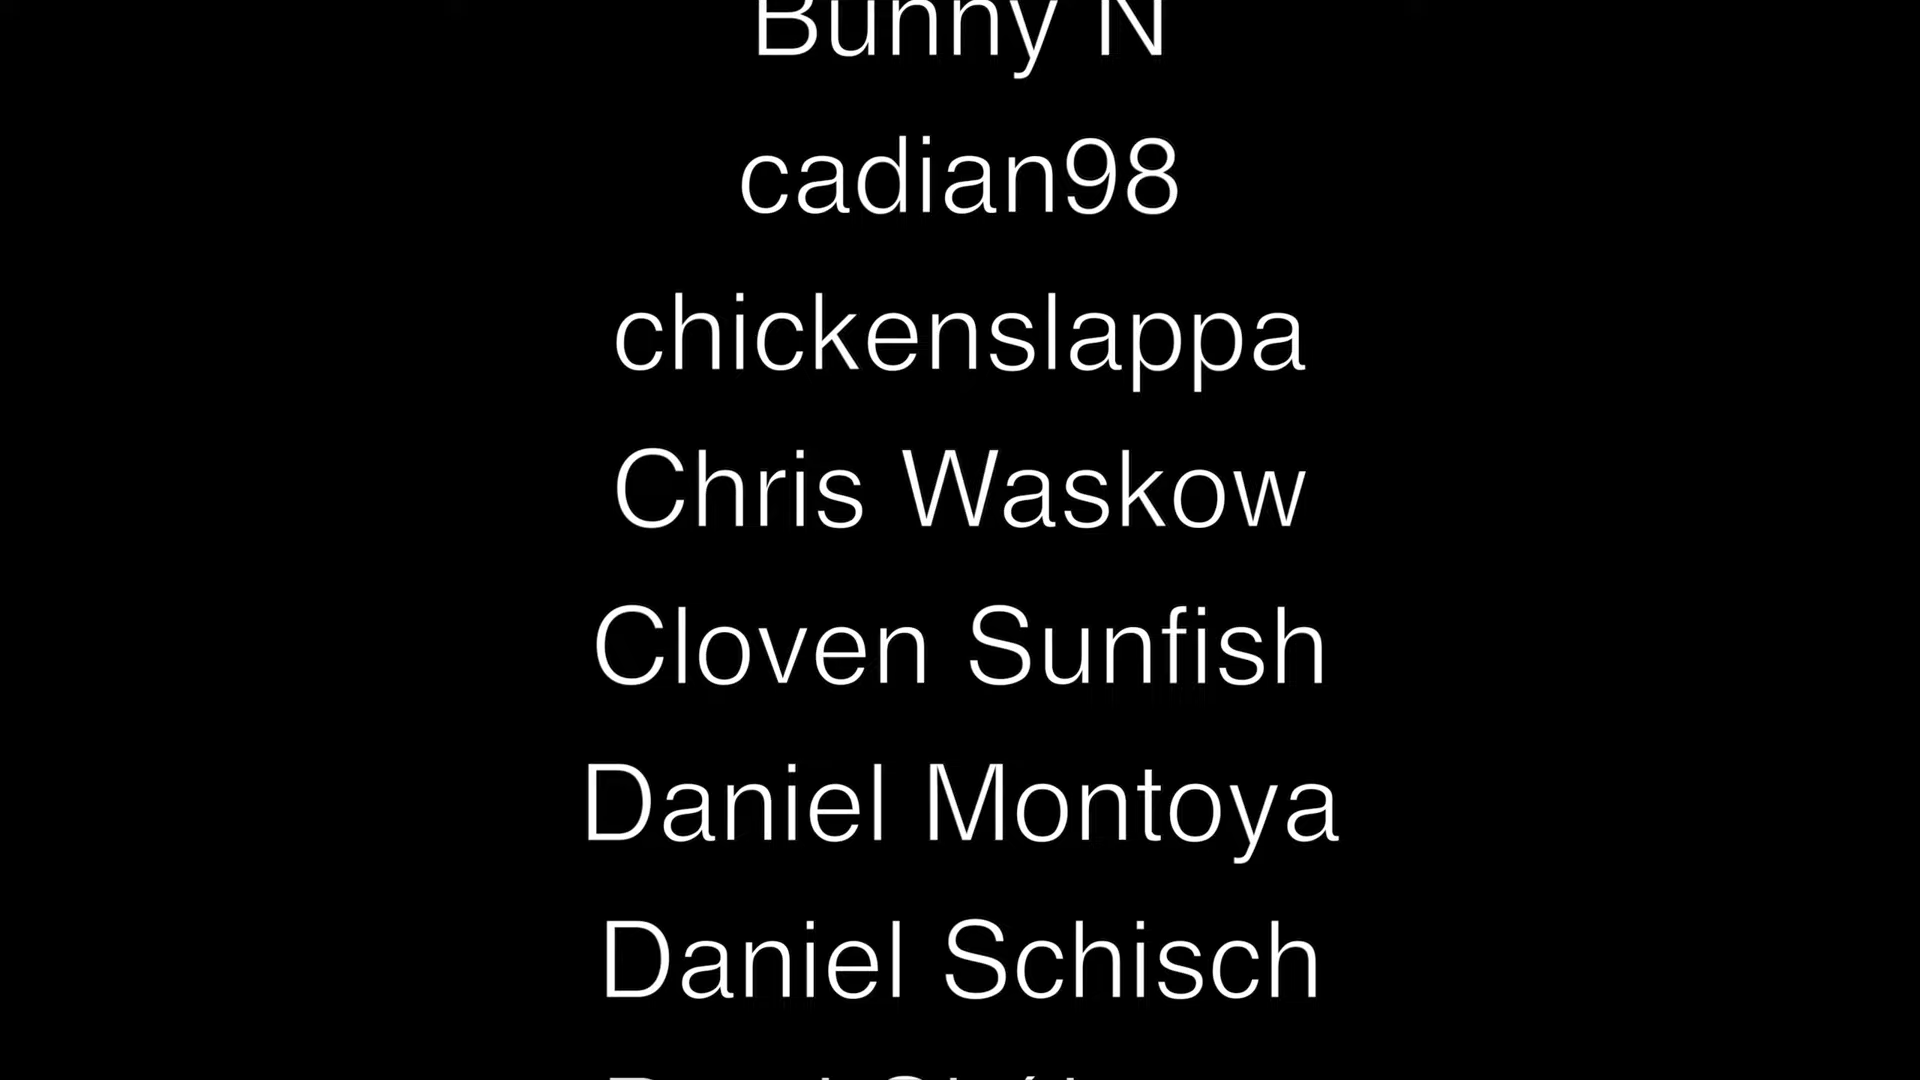 Bunny N
cadian98
chickenslappa
Chris Waskow
Cloven Sunfish
Daniel Montoya
Daniel Schisch